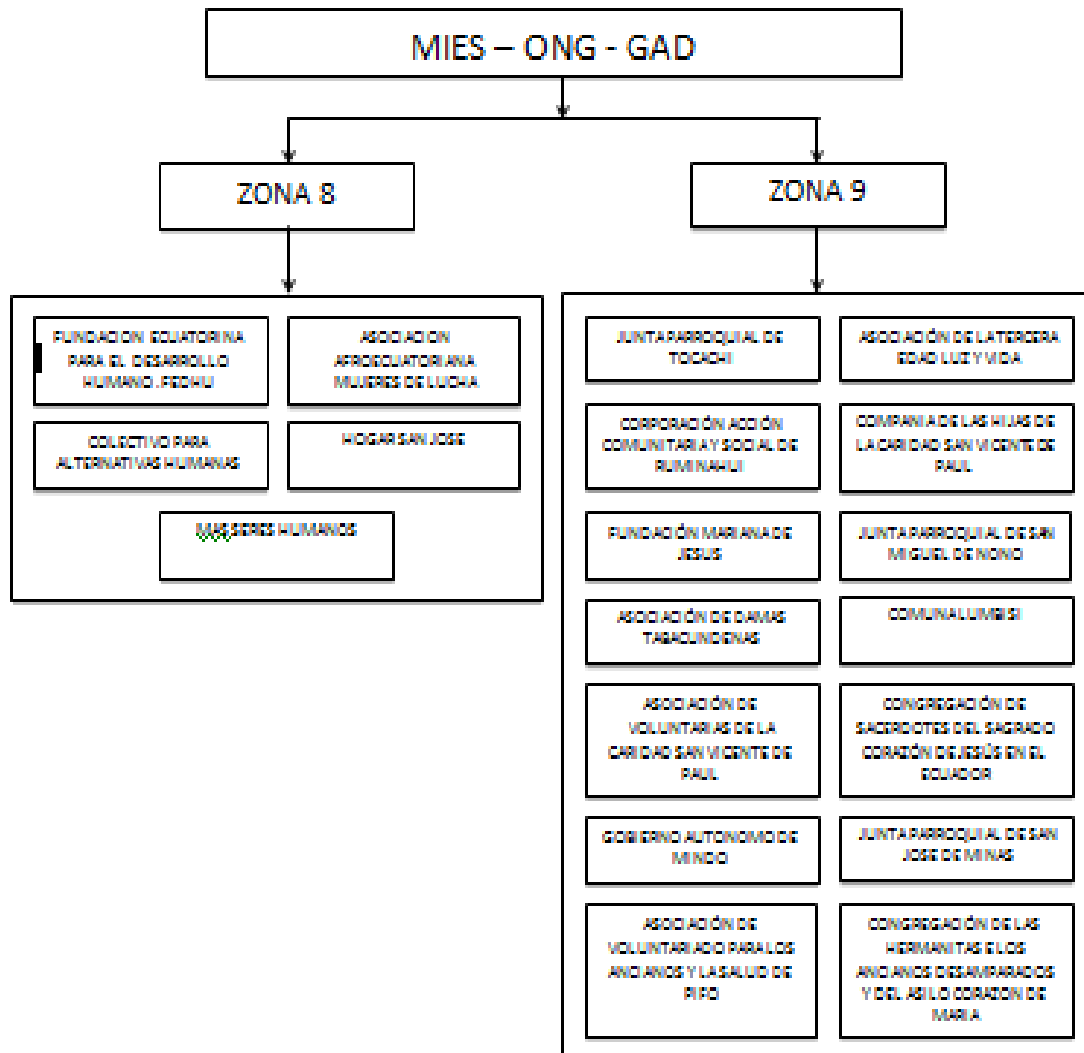 MIES – ONG - GAD
ZONA 8
ZONA 9
FUNDACION ECUATORINA
PARA EL DESARROLLO
HUMANO .FEDHU
ASOCIACION
AFROECUATORIANA
MUJERES DE LUCHA
COLECTIVO PARA
ALTERNATIVAS HUMANAS
HOGAR SAN JOSE
MAS SERES HUMANOS
JUNTA PARROQUIAL DE
TOCACHI
ASOCIACIÓN DE LA TERCERA
EDAD LUZ Y VIDA
CORPORACIÓN ACCIÓN
COMUNITARIA Y SOCIAL DE
RUMINAHUI
COMPANIA DE LAS HIJAS DE
LA CARIDAD SAN VICENTE DE
PAUL
FUNDACIÓN MARIANA DE
JESUS
JUNTA PARROQUIAL DE SAN
MIGUEL DE NONO
ASOCIACIÓN DE DAMAS
TABACUNDENAS
COMUNA LUMBISI
ASOCIACIÓN DE
VOLUNTARIAS DE LA
CARIDAD SAN VICENTE DE
PAUL
CONGREGACIÓN DE
SACERDOTES DEL SAGRADO
CORAZÓN DE JESÚS EN EL
ECUADOR
GOBIERNO AUTONOMO DE
MINDO
JUNTA PARROQUIAL DE SAN
JOSE DE MINAS
ASOCIACIÓN DE
VOLUNTARIADO PARA LOS
ANCIANOS Y LA SALUD DE
PIFO
CONGREGACIÓN DE LAS
HERMANITAS E LOS
ANCIANOS DESAMPARADOS
Y DEL ASILO CORAZON DE
MARIA